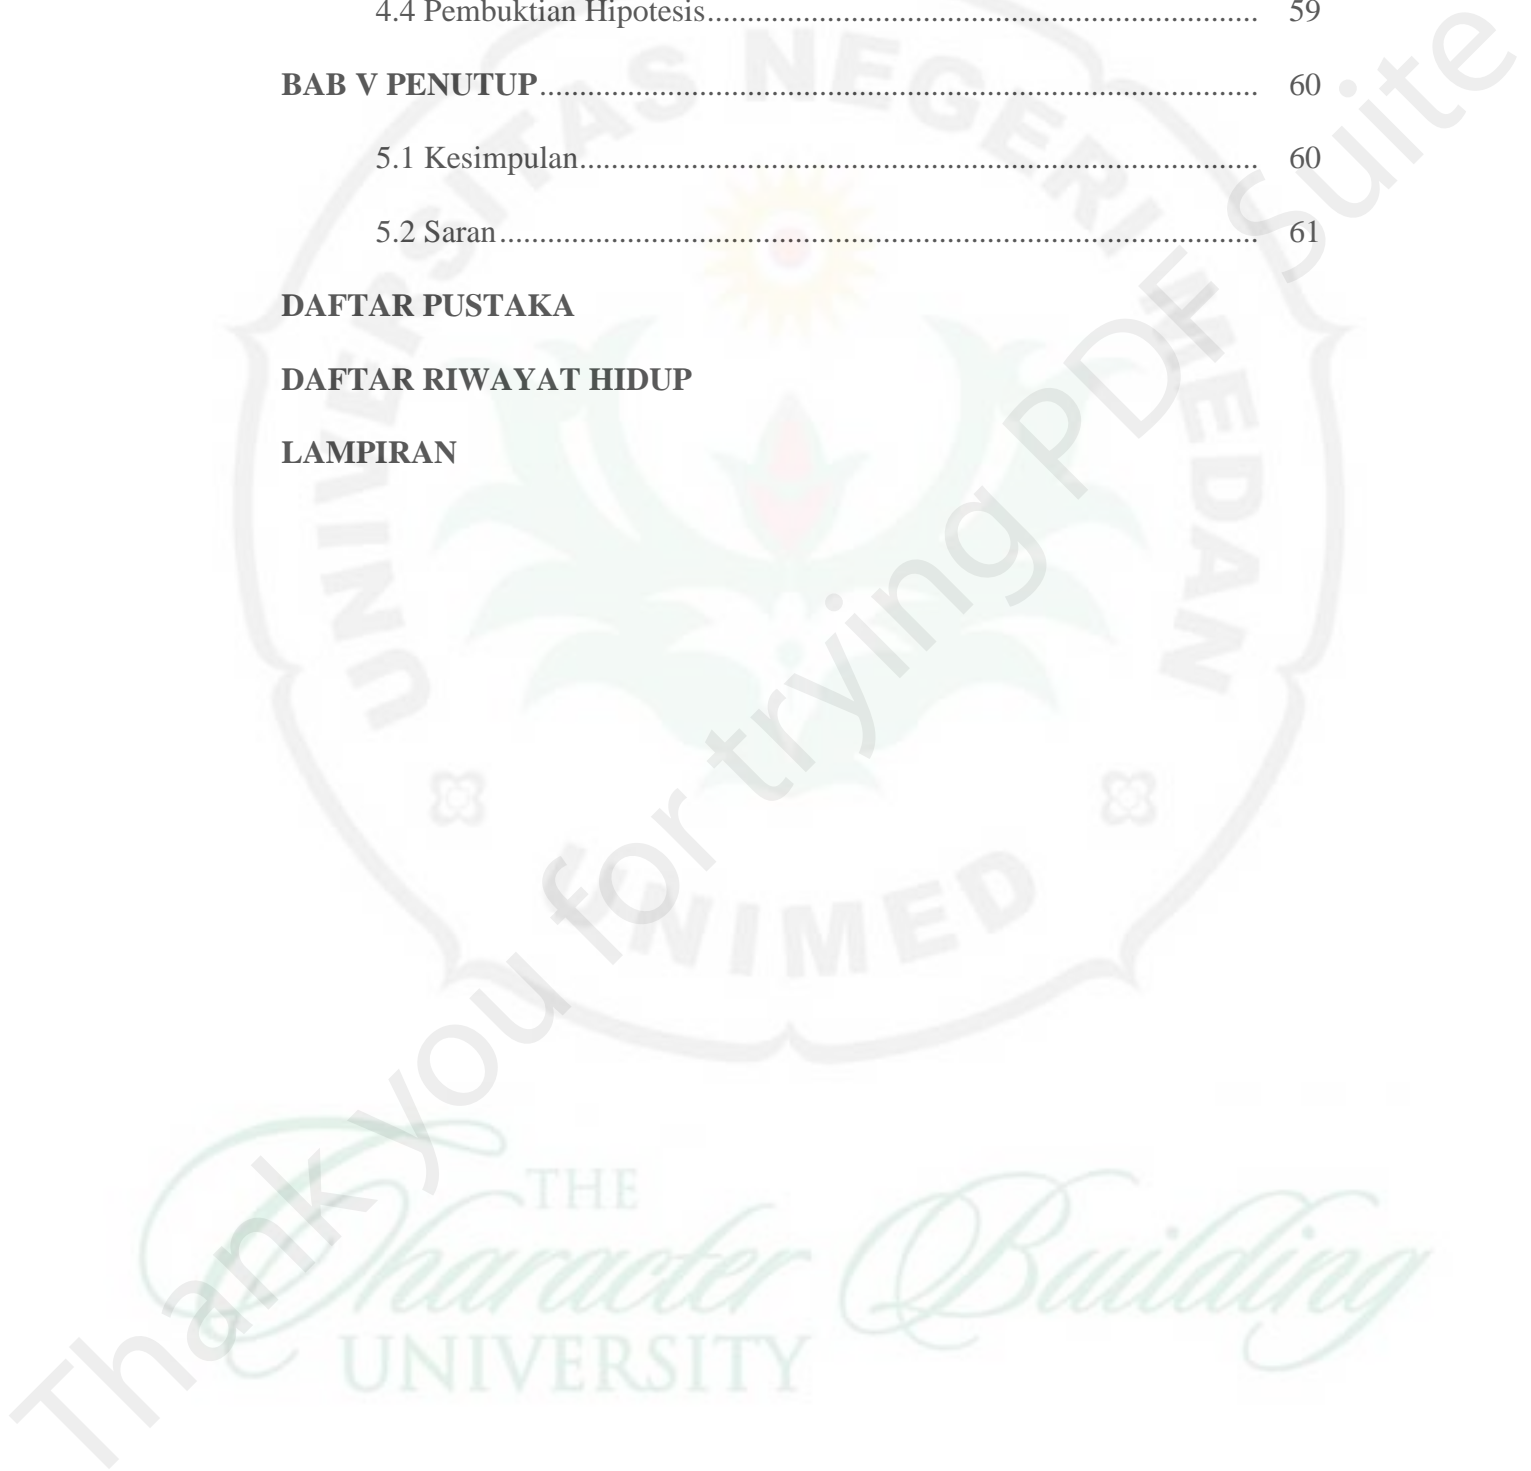 4.4 Pembuktian Hipotesis.................................................................... 59
BAB V PENUTUP......................................................................................... 60
5.1 Kesimpulan.................................................................................... 60
5.2 Saran.............................................................................................. 61
DAFTAR PUSTAKA
DAFTAR RIWAYAT HIDUP
LAMPIRAN
UNIVERSITAS NEGERI MEDAN
UNIMED
Thank you for trying PDF Suite
THE
Character Building
UNIVERSITY